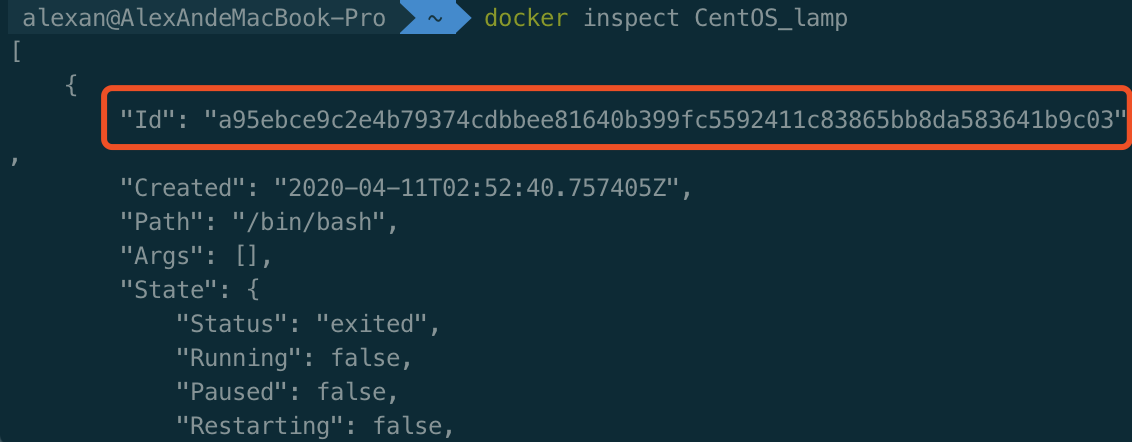 alexan@AlexAndeMacBook-Pro ~ docker inspect CentOS_lamp
[
    {
        "Id": "a95ebce9c2e4b79374cdbbee81640b399fc5592411c83865bb8da583641b9c03"
,
        "Created": "2020-04-11T02:52:40.757405Z",
        "Path": "/bin/bash",
        "Args": [],
        "State": {
            "Status": "exited",
            "Running": false,
            "Paused": false,
            "Restarting": false,